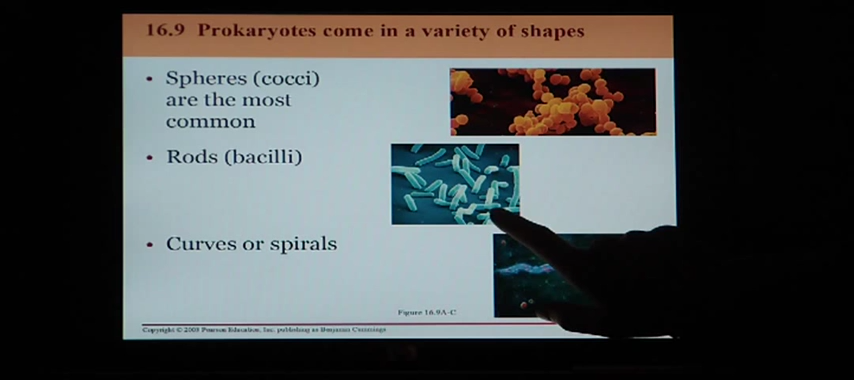 16.9 Prokaryotes come in a variety of shapes
• Spheres (cocci)
are the most
common
• Rods (bacilli)
• Curves or spirals
Figure 16.9A-C
Copyright © 2003 Pearson Education, Inc. publishing as Benjamin Cummings